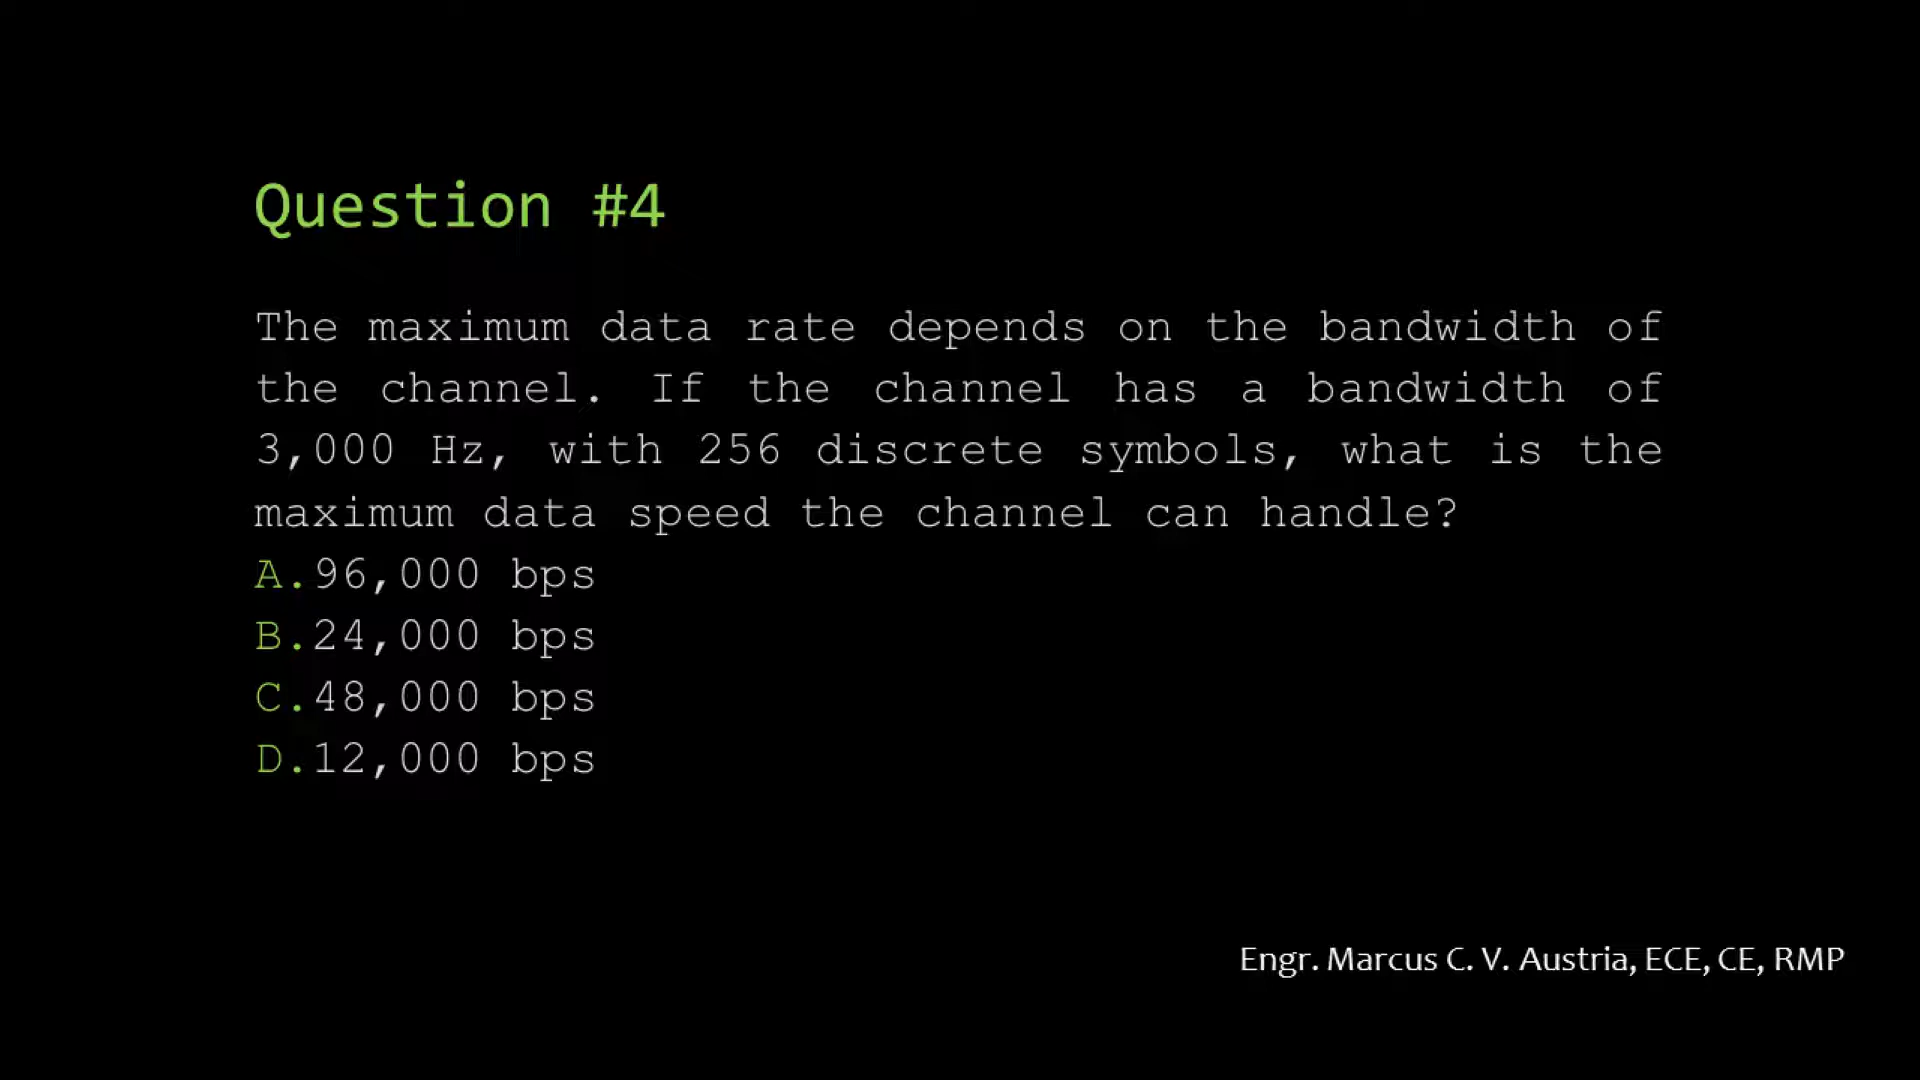 Question #4
The maximum data rate depends on the bandwidth of
the channel. If the channel has a bandwidth of
3,000 Hz, with 256 discrete symbols, what is the
maximum data speed the channel can handle?
A.96,000 bps
B.24,000 bps
C.48,000 bps
D.12,000 bps
Engr. Marcus C. V. Austria, ECE, CE, RMP